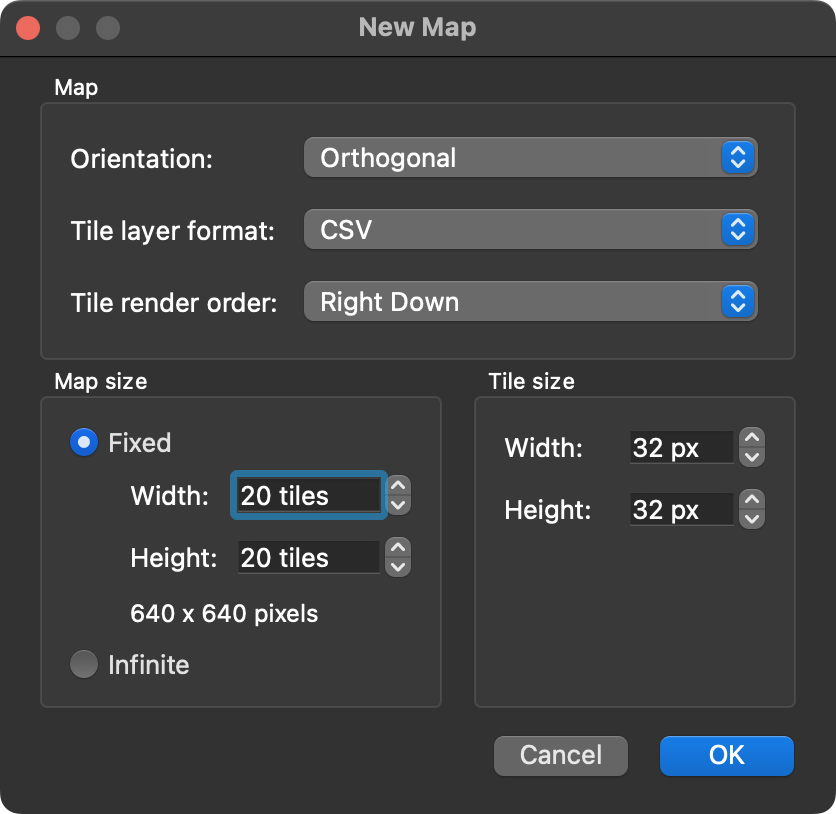 New Map
Map
Orientation: Orthogonal
Tile layer format: CSV
Tile render order: Right Down
Map size
Fixed
Width: 20 tiles
Height: 20 tiles
640 x 640 pixels
Infinite
Tile size
Width: 32 px
Height: 32 px
Cancel OK